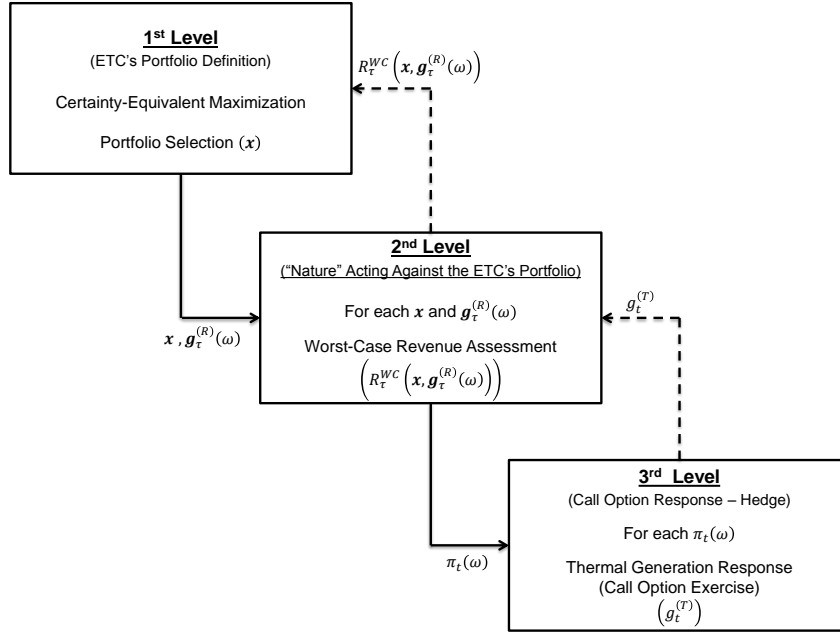 1st Level
(ETC's Portfolio Definition)
Certainty-Equivalent Maximization
Portfolio Selection (x)
R_τ^{WC}(x, g_τ^{(R)}(ω))
x , g_τ^{(R)}(ω)
2nd Level
("Nature" Acting Against the ETC's Portfolio)
For each x and g_τ^{(R)}(ω)
Worst-Case Revenue Assessment
(R_τ^{WC}(x, g_τ^{(R)}(ω)))
g_t^{(T)}
π_t(ω)
3rd Level
(Call Option Response – Hedge)
For each π_t(ω)
Thermal Generation Response
(Call Option Exercise)
(g_t^{(T)})